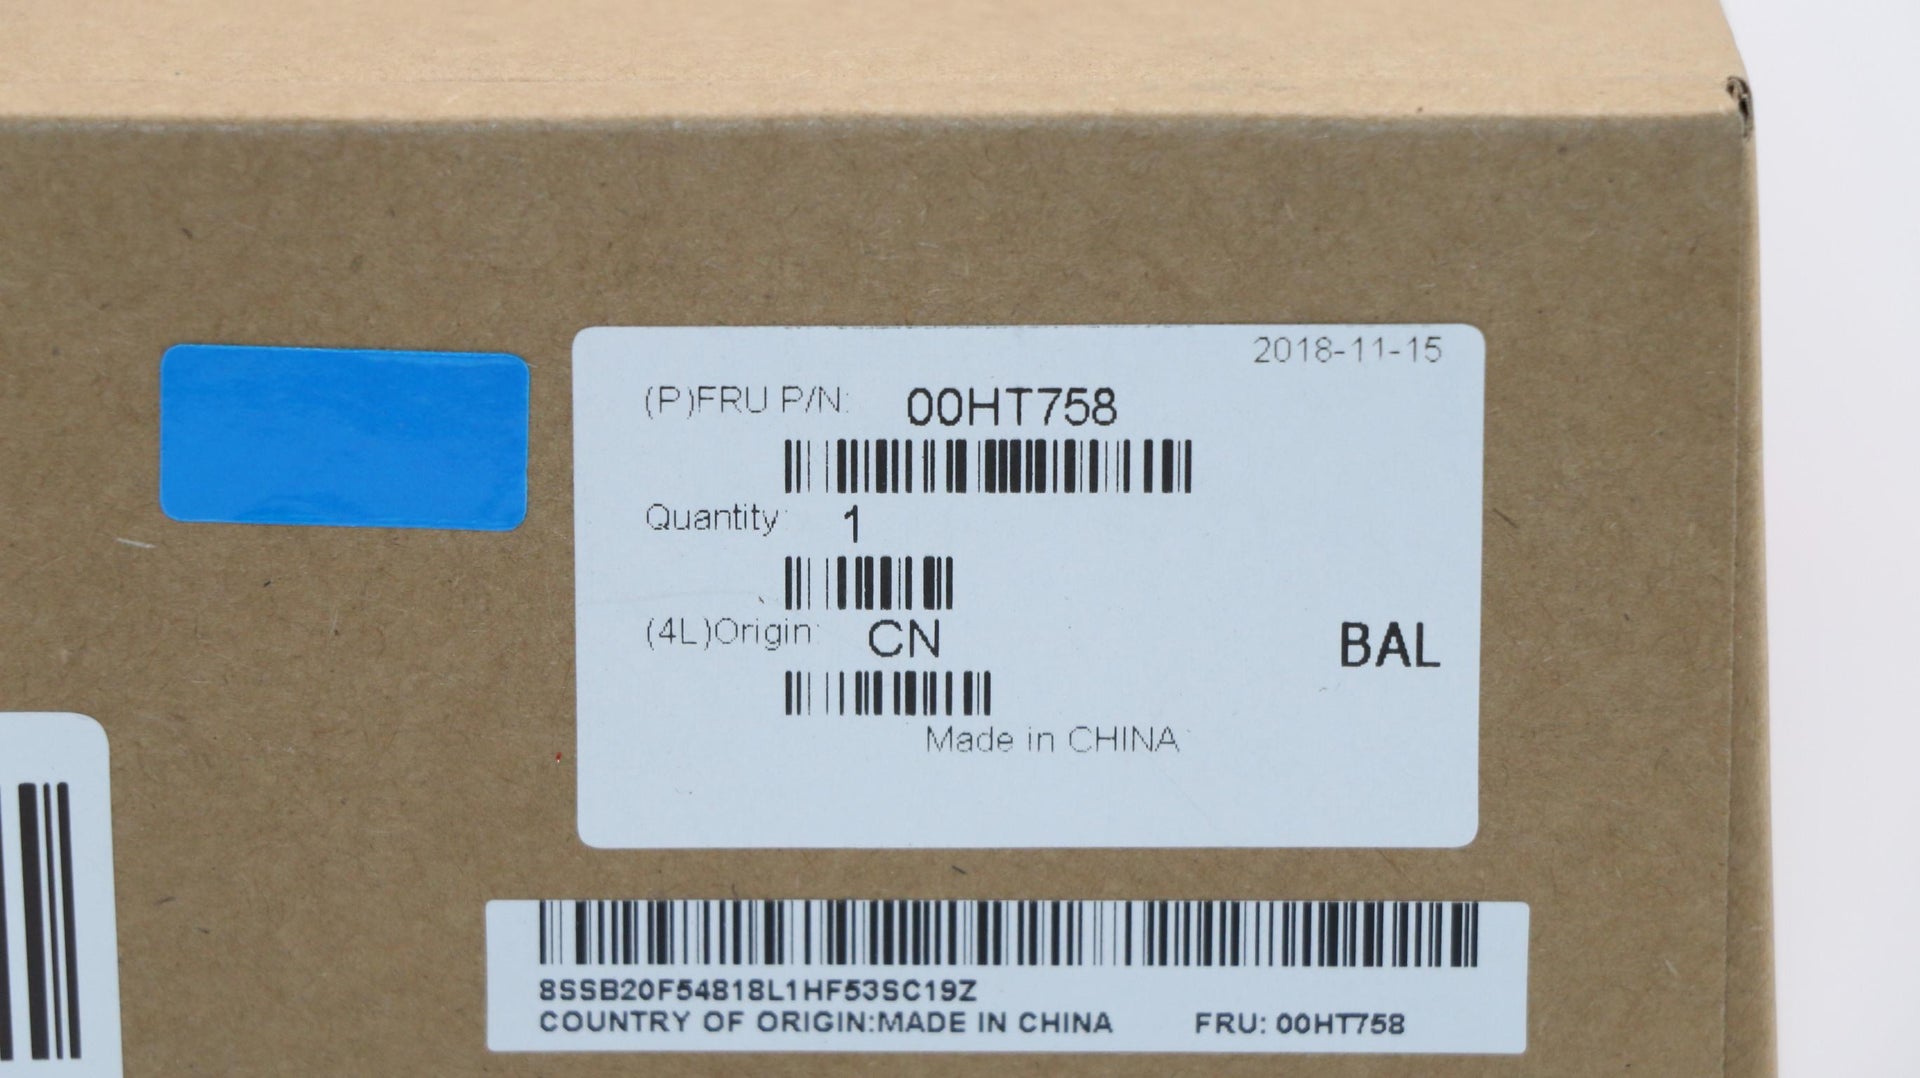 2018-11-15
(P)FRU P/N: 00HT758
Quantity: 1
(4L)Origin: CN
BAL
Made in CHINA
8SSB20F54818L1HF53SC19Z
COUNTRY OF ORIGIN:MADE IN CHINA FRU: 00HT758